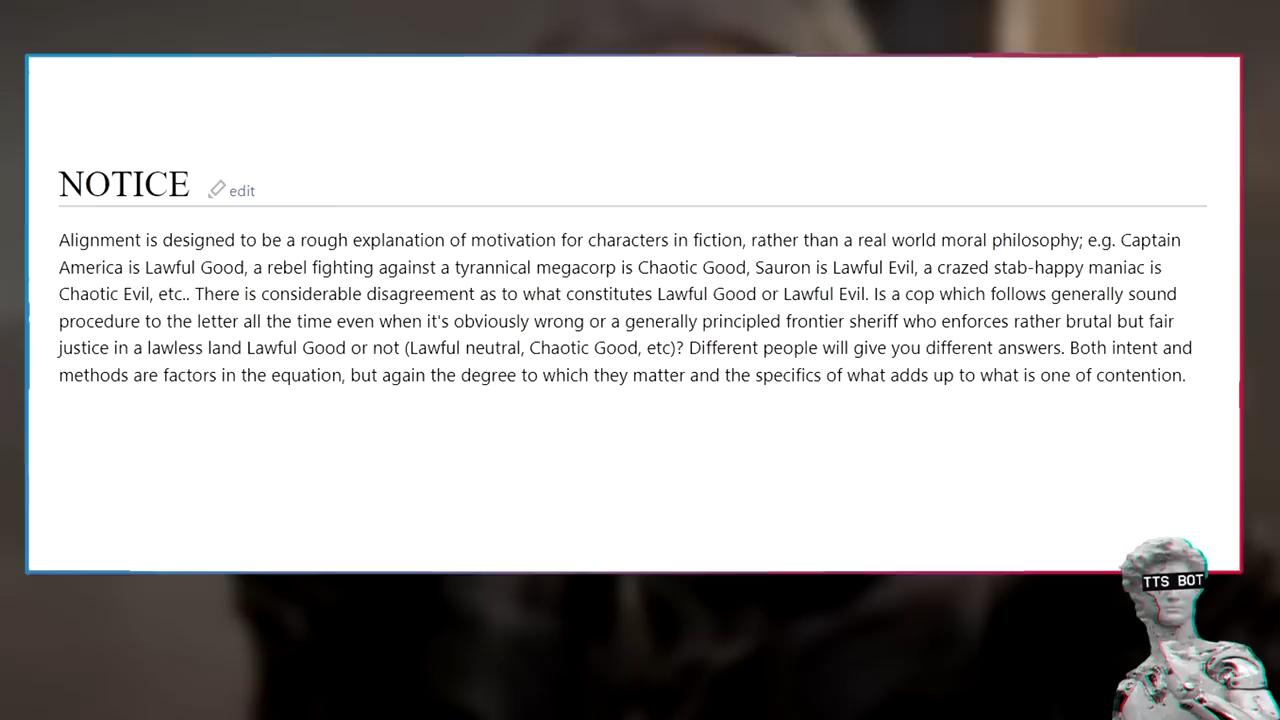 NOTICE edit
Alignment is designed to be a rough explanation of motivation for characters in fiction, rather than a real world moral philosophy; e.g. Captain
America is Lawful Good, a rebel fighting against a tyrannical megacorp is Chaotic Good, Sauron is Lawful Evil, a crazed stab-happy maniac is
Chaotic Evil, etc.. There is considerable disagreement as to what constitutes Lawful Good or Lawful Evil. Is a cop which follows generally sound
procedure to the letter all the time even when it's obviously wrong or a generally principled frontier sheriff who enforces rather brutal but fair
justice in a lawless land Lawful Good or not (Lawful neutral, Chaotic Good, etc)? Different people will give you different answers. Both intent and
methods are factors in the equation, but again the degree to which they matter and the specifics of what adds up to what is one of contention.
TTS BOT